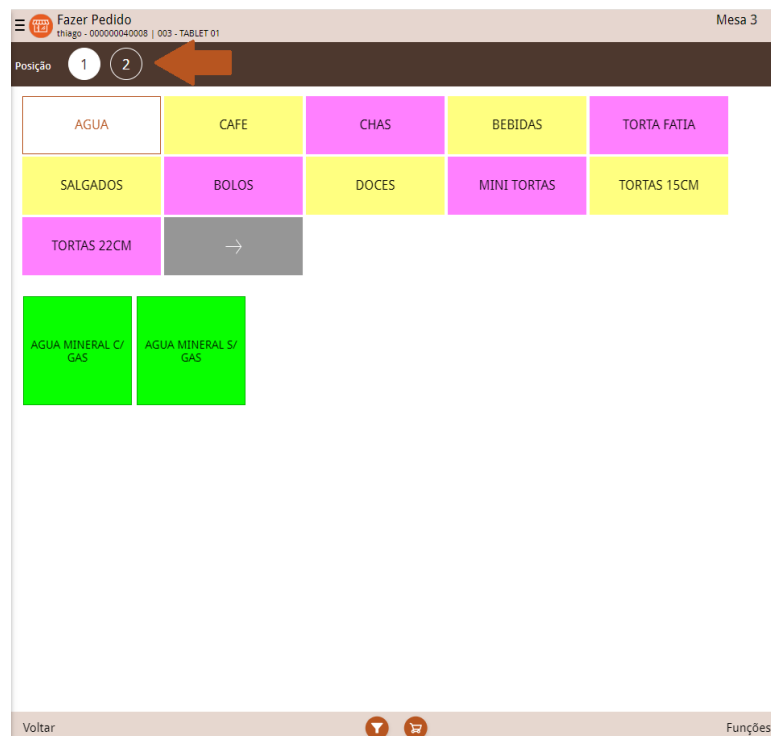 Fazer Pedido
Mesa 3
thiago - 000000040008 | 003 - TABLET 01
Posição 1 2
AGUA CAFE CHAS BEBIDAS TORTA FATIA
SALGADOS BOLOS DOCES MINI TORTAS TORTAS 15CM
TORTAS 22CM
AGUA MINERAL C/
GAS
AGUA MINERAL S/
GAS
Voltar
Funções